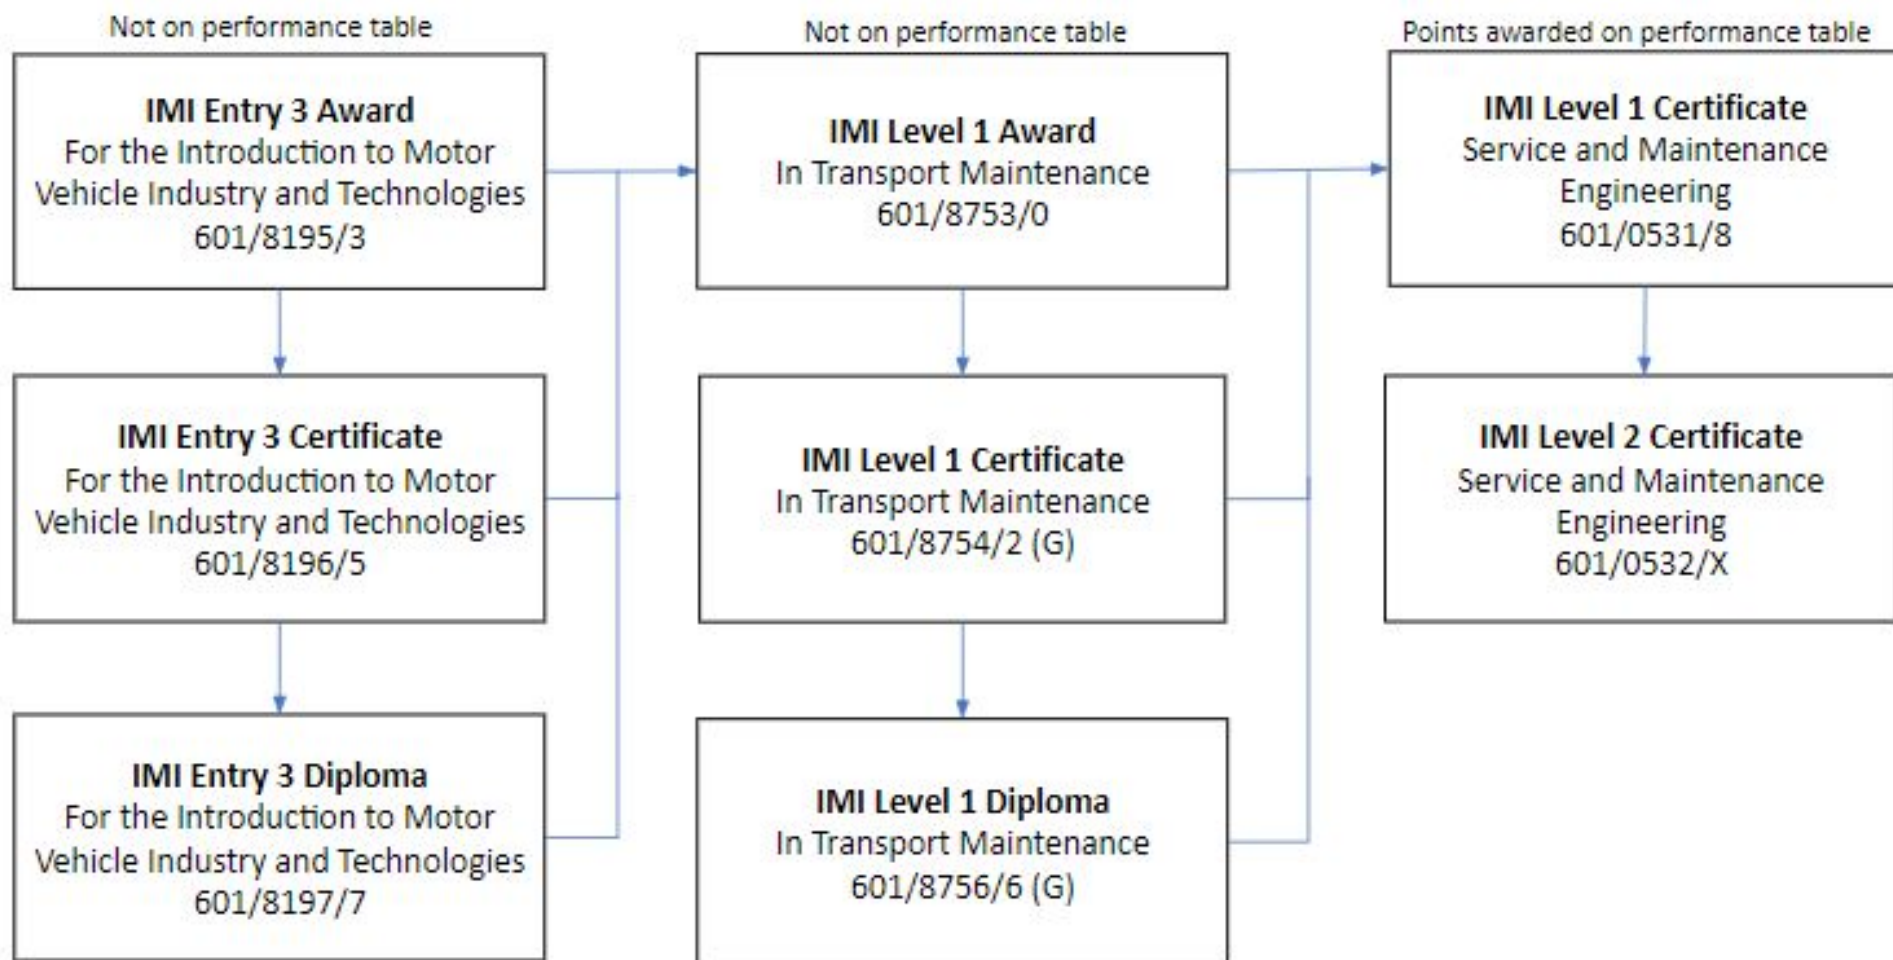 Not on performance table
IMI Entry 3 Award
For the Introduction to Motor
Vehicle Industry and Technologies
601/8195/3
IMI Entry 3 Certificate
For the Introduction to Motor
Vehicle Industry and Technologies
601/8196/5
IMI Entry 3 Diploma
For the Introduction to Motor
Vehicle Industry and Technologies
601/8197/7
Not on performance table
IMI Level 1 Award
In Transport Maintenance
601/8753/0
IMI Level 1 Certificate
In Transport Maintenance
601/8754/2 (G)
IMI Level 1 Diploma
In Transport Maintenance
601/8756/6 (G)
Points awarded on performance table
IMI Level 1 Certificate
Service and Maintenance
Engineering
601/0531/8
IMI Level 2 Certificate
Service and Maintenance
Engineering
601/0532/X